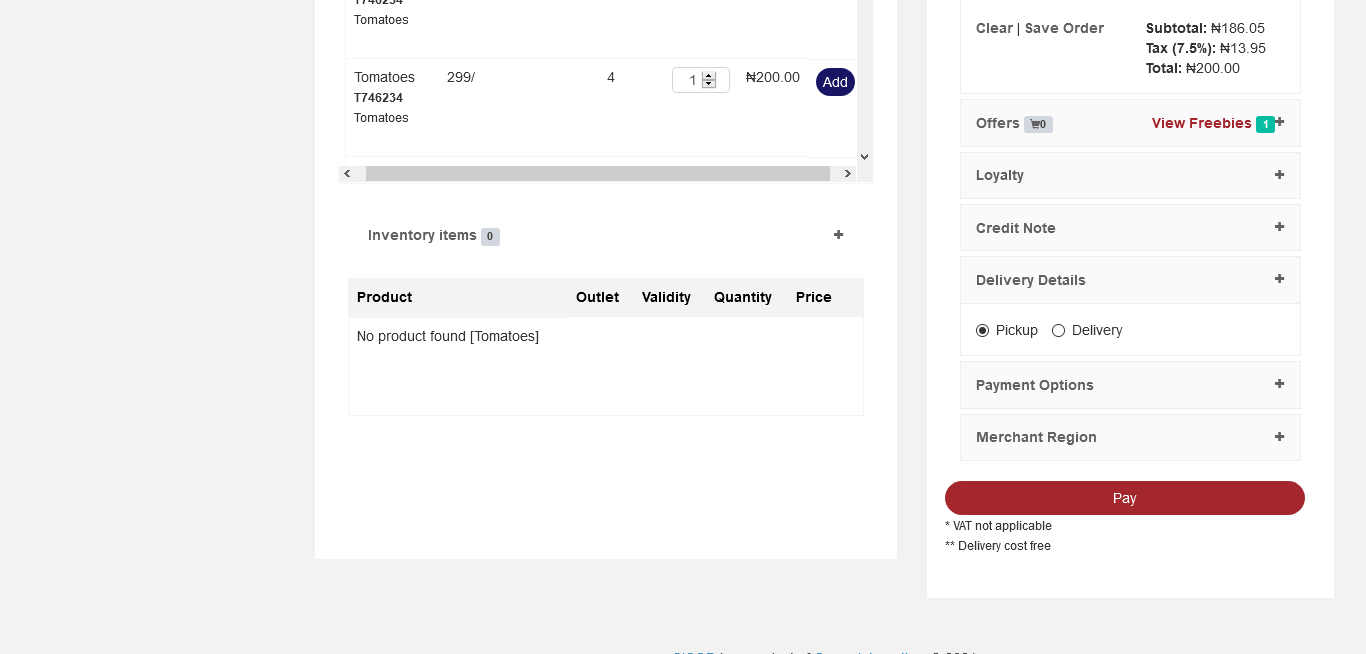 T746234
Tomatoes
Tomatoes 299/ 4 1 ₦200.00 Add
T746234
Tomatoes
Inventory items 0
Product Outlet Validity Quantity Price
No product found [Tomatoes]
Clear | Save Order
Subtotal: ₦186.05
Tax (7.5%): ₦13.95
Total: ₦200.00
Offers 0 View Freebies 1
Loyalty
Credit Note
Delivery Details
Pickup Delivery
Payment Options
Merchant Region
Pay
* VAT not applicable
** Delivery cost free